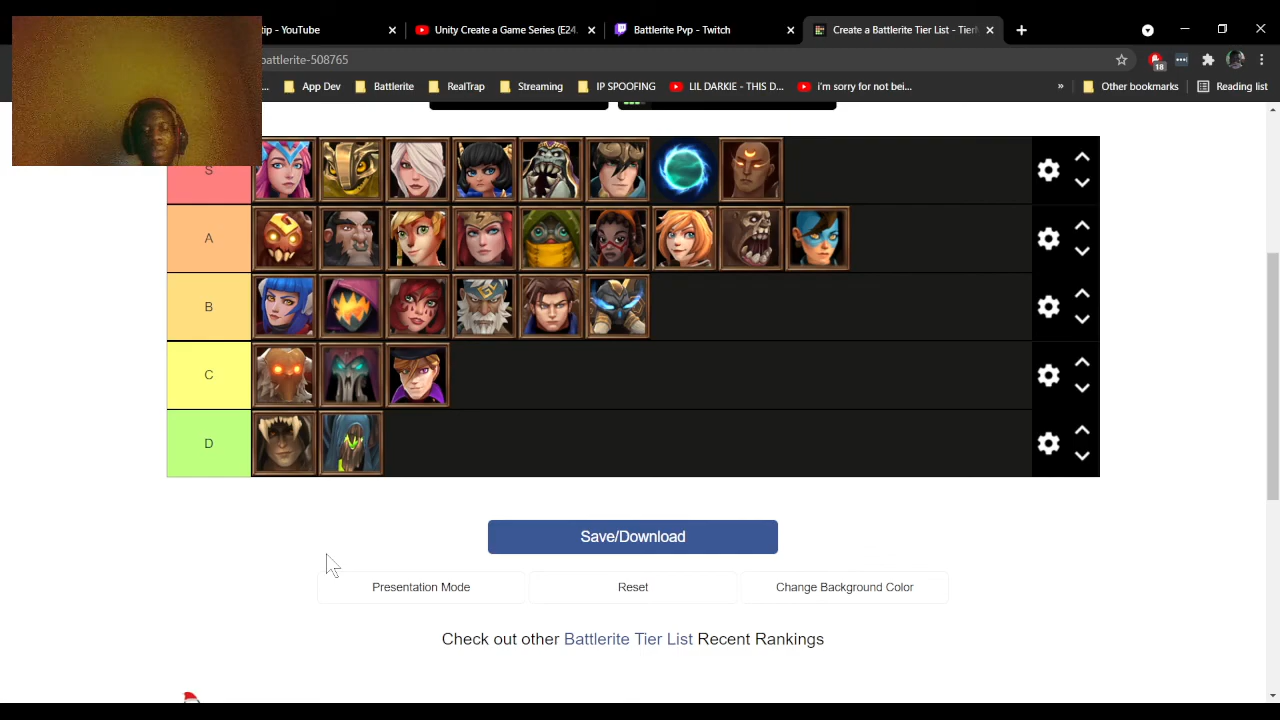 tip - YouTube
Unity Create a Game Series (E24.
Battlerite Pvp - Twitch
Create a Battlerite Tier List - Tier
battlerite-508765
18
... App Dev Battlerite RealTrap Streaming IP SPOOFING LIL DARKIE - THIS D... i'm sorry for not bei... » Other bookmarks Reading list
S
A
B
C
D
Save/Download
Presentation Mode
Reset
Change Background Color
Check out other Battlerite Tier List Recent Rankings